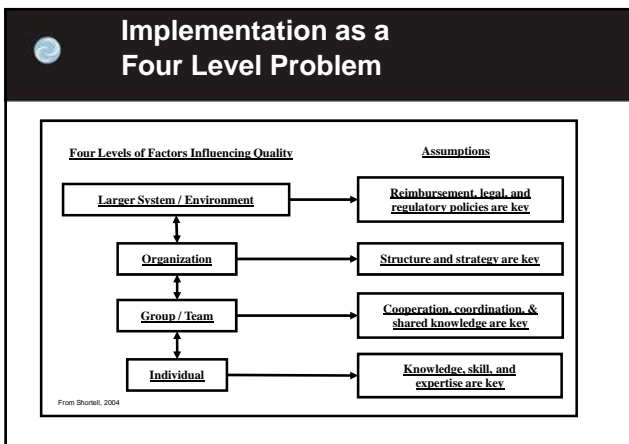 Implementation as a
Four Level Problem
Four Levels of Factors Influencing Quality
Assumptions
Larger System / Environment
Reimbursement, legal, and
regulatory policies are key
Organization
Structure and strategy are key
Group / Team
Cooperation, coordination, &
shared knowledge are key
Individual
Knowledge, skill, and
expertise are key
From Shortell, 2004